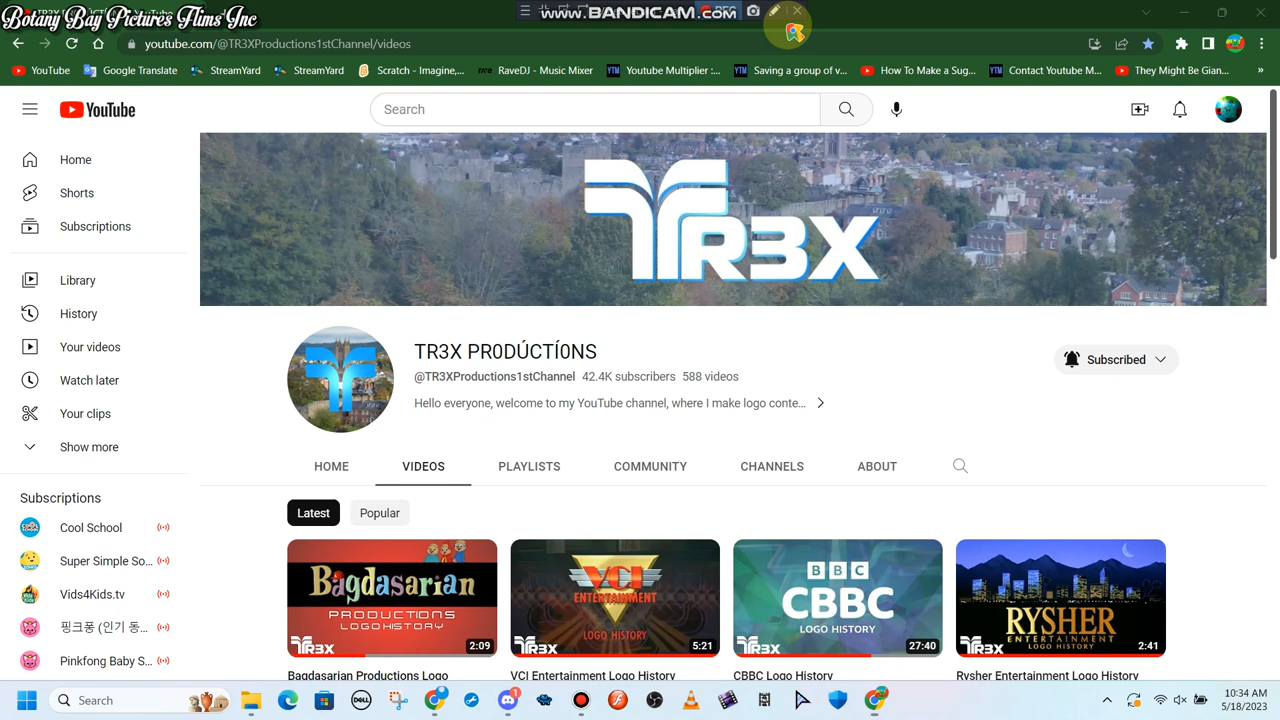 Botany Bay Pictures Flims Inc
www.BANDICAM.com
REC
youtube.com/@TR3XProductions1stChannel/videos
YouTube
Google Translate
StreamYard
StreamYard
Scratch - Imagine,...
RaveDJ - Music Mixer
Youtube Multiplier :...
Saving a group of v...
How To Make a Sug...
Contact Youtube M...
They Might Be Gian...
»
YouTube
Search
Home
Shorts
Subscriptions
Library
History
Your videos
Watch later
Your clips
Show more
Subscriptions
Cool School
Super Simple So...
Vids4Kids.tv
핑크퐁 (인기 동...
Pinkfong Baby S...
TR3X
TR3X PR0DÚCTÍ0NS
@TR3XProductions1stChannel 42.4K subscribers 588 videos
Hello everyone, welcome to my YouTube channel, where I make logo conte...
Subscribed
HOME
VIDEOS
PLAYLISTS
COMMUNITY
CHANNELS
ABOUT
Latest
Popular
Bagdasarian
PRODUCTIONS
LOGO HISTORY
TR3X
2:09
Bagdasarian Productions Logo
VCI
ENTERTAINMENT
LOGO HISTORY
TR3X
5:21
VCI Entertainment Logo History
BBC
CBBC
LOGO HISTORY
TR3X
27:40
CBBC Logo History
RYSHER
ENTERTAINMENT
LOGO HISTORY
TR3X
2:41
Rysher Entertainment Logo History
Search
DELL
1
10:34 AM
5/18/2023